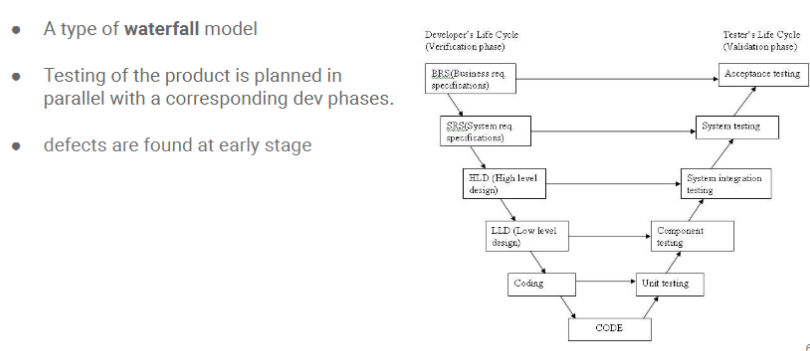 ● A type of waterfall model
● Testing of the product is planned in
parallel with a corresponding dev phases.
● defects are found at early stage
Developer's Life Cycle
(Verification phase)
Tester's Life Cycle
(Validation phase)
BRS(Business req.
specifications)
Acceptance testing
SRS(System req.
specifications)
System testing
HLD (High level
design)
System integration
testing
LLD (Low level
design)
Component
testing
Coding
Unit testing
CODE